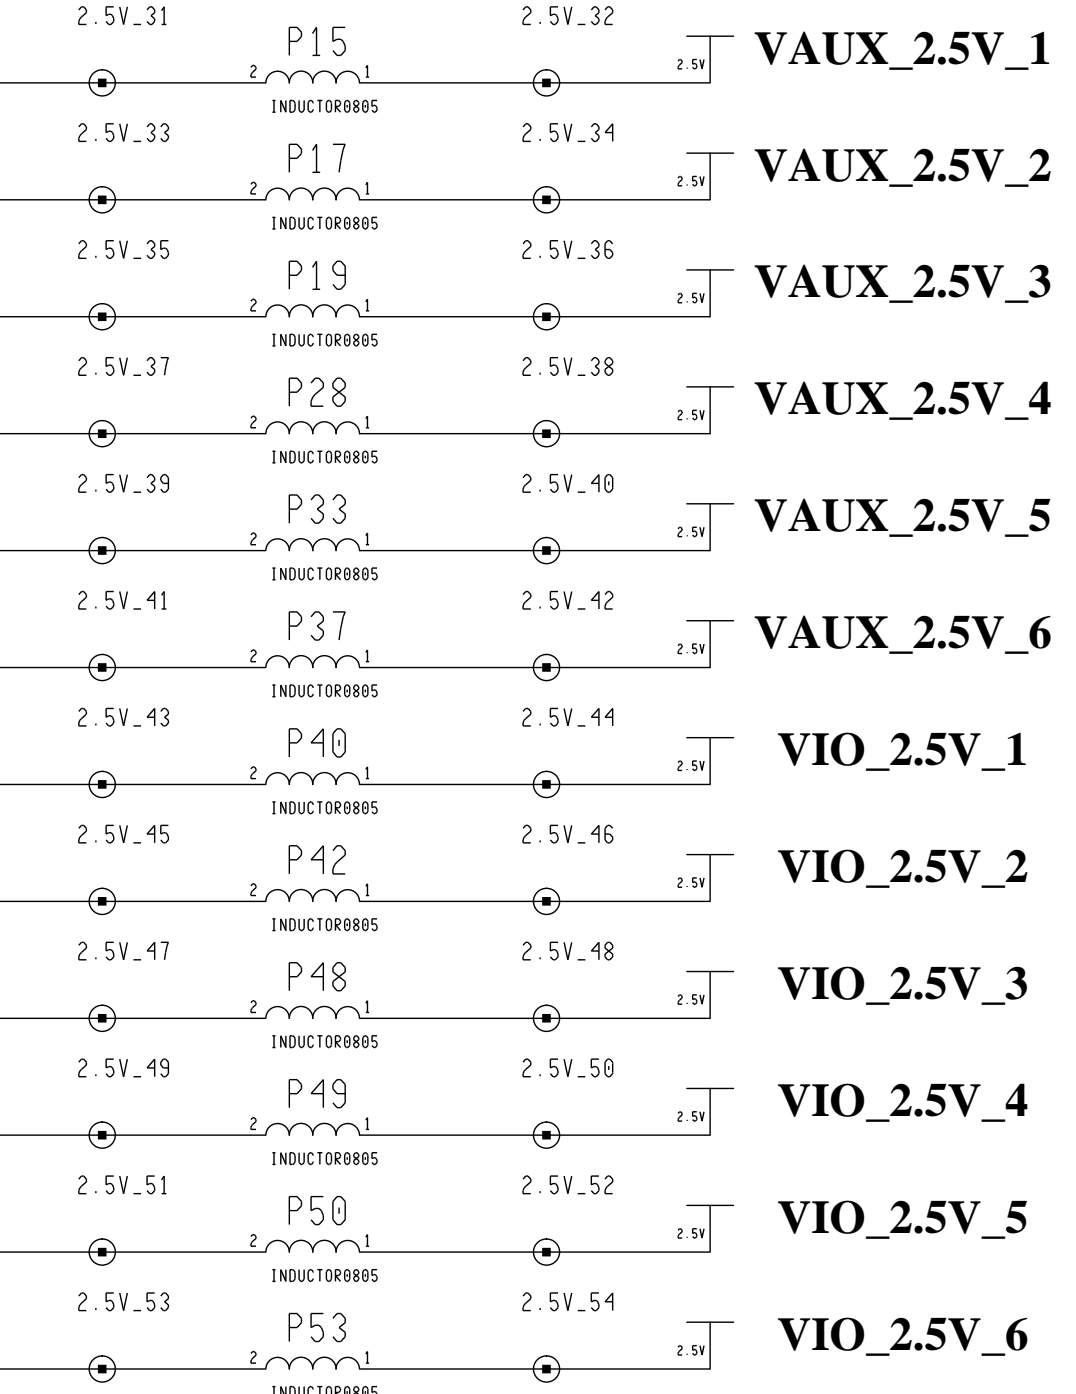 2.5V_31 2.5V_32
P15 VAUX_2.5V_1
2 1 2.5V
INDUCTOR0805
2.5V_33 2.5V_34
P17 VAUX_2.5V_2
2 1 2.5V
INDUCTOR0805
2.5V_35 2.5V_36
P19 VAUX_2.5V_3
2 1 2.5V
INDUCTOR0805
2.5V_37 2.5V_38
P28 VAUX_2.5V_4
2 1 2.5V
INDUCTOR0805
2.5V_39 2.5V_40
P33 VAUX_2.5V_5
2 1 2.5V
INDUCTOR0805
2.5V_41 2.5V_42
P37 VAUX_2.5V_6
2 1 2.5V
INDUCTOR0805
2.5V_43 2.5V_44
P40 VIO_2.5V_1
2 1 2.5V
INDUCTOR0805
2.5V_45 2.5V_46
P42 VIO_2.5V_2
2 1 2.5V
INDUCTOR0805
2.5V_47 2.5V_48
P48 VIO_2.5V_3
2 1 2.5V
INDUCTOR0805
2.5V_49 2.5V_50
P49 VIO_2.5V_4
2 1 2.5V
INDUCTOR0805
2.5V_51 2.5V_52
P50 VIO_2.5V_5
2 1 2.5V
INDUCTOR0805
2.5V_53 2.5V_54
P53 VIO_2.5V_6
2 1 2.5V
INDUCTOR0805